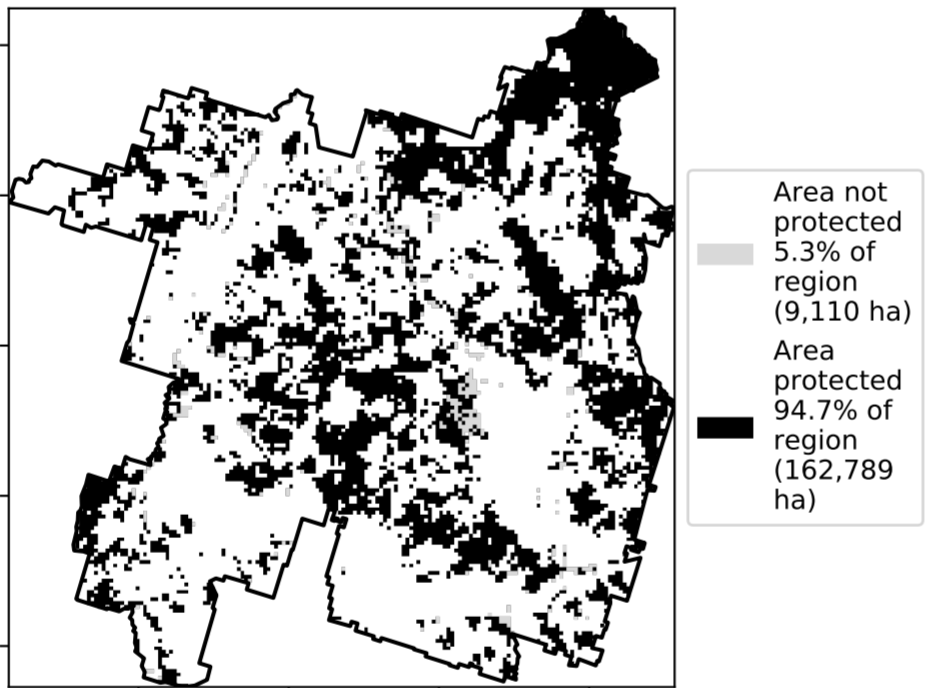 Area not
protected
5.3% of
region
(9,110 ha)
Area
protected
94.7% of
region
(162,789
ha)